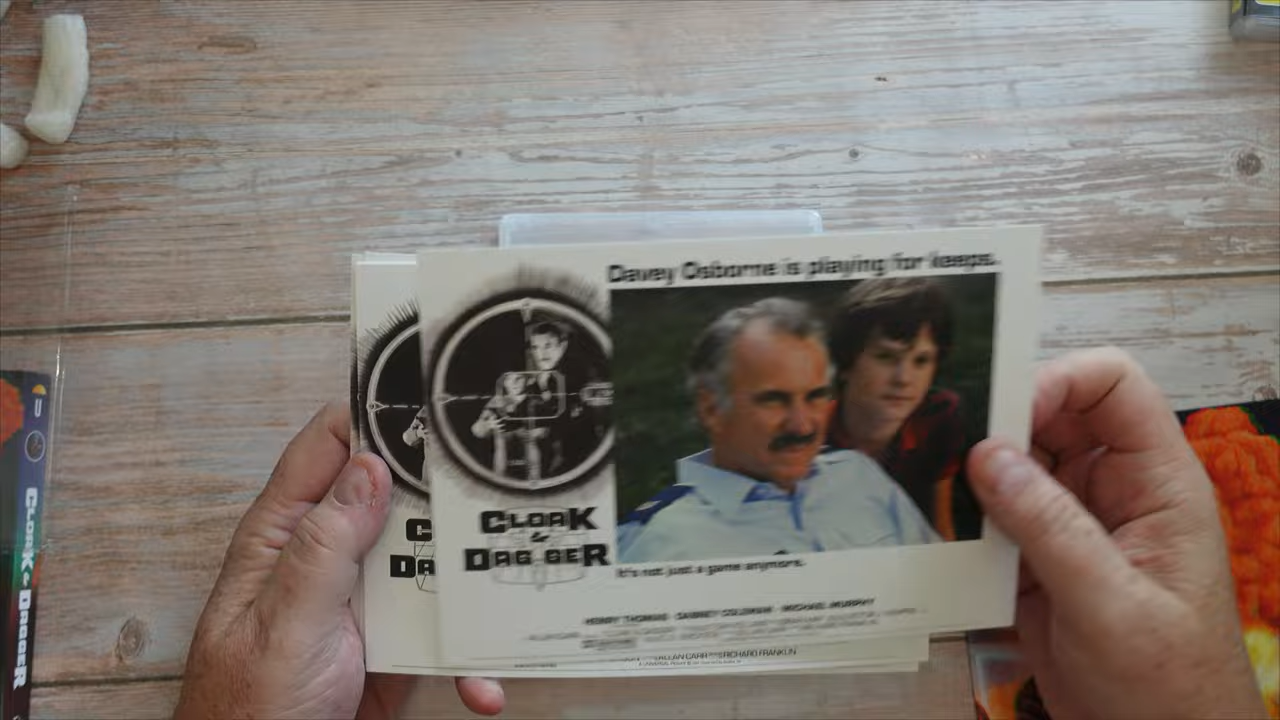 Davey Osborne is playing for keeps.
CLOAK
&
DAGGER
It's not just a game anymore.
HENRY THOMAS DABNEY COLEMAN MICHAEL MURPHY
ALLAN CARR RICHARD FRANKLIN
C
DA
CLOAK & DAGGER